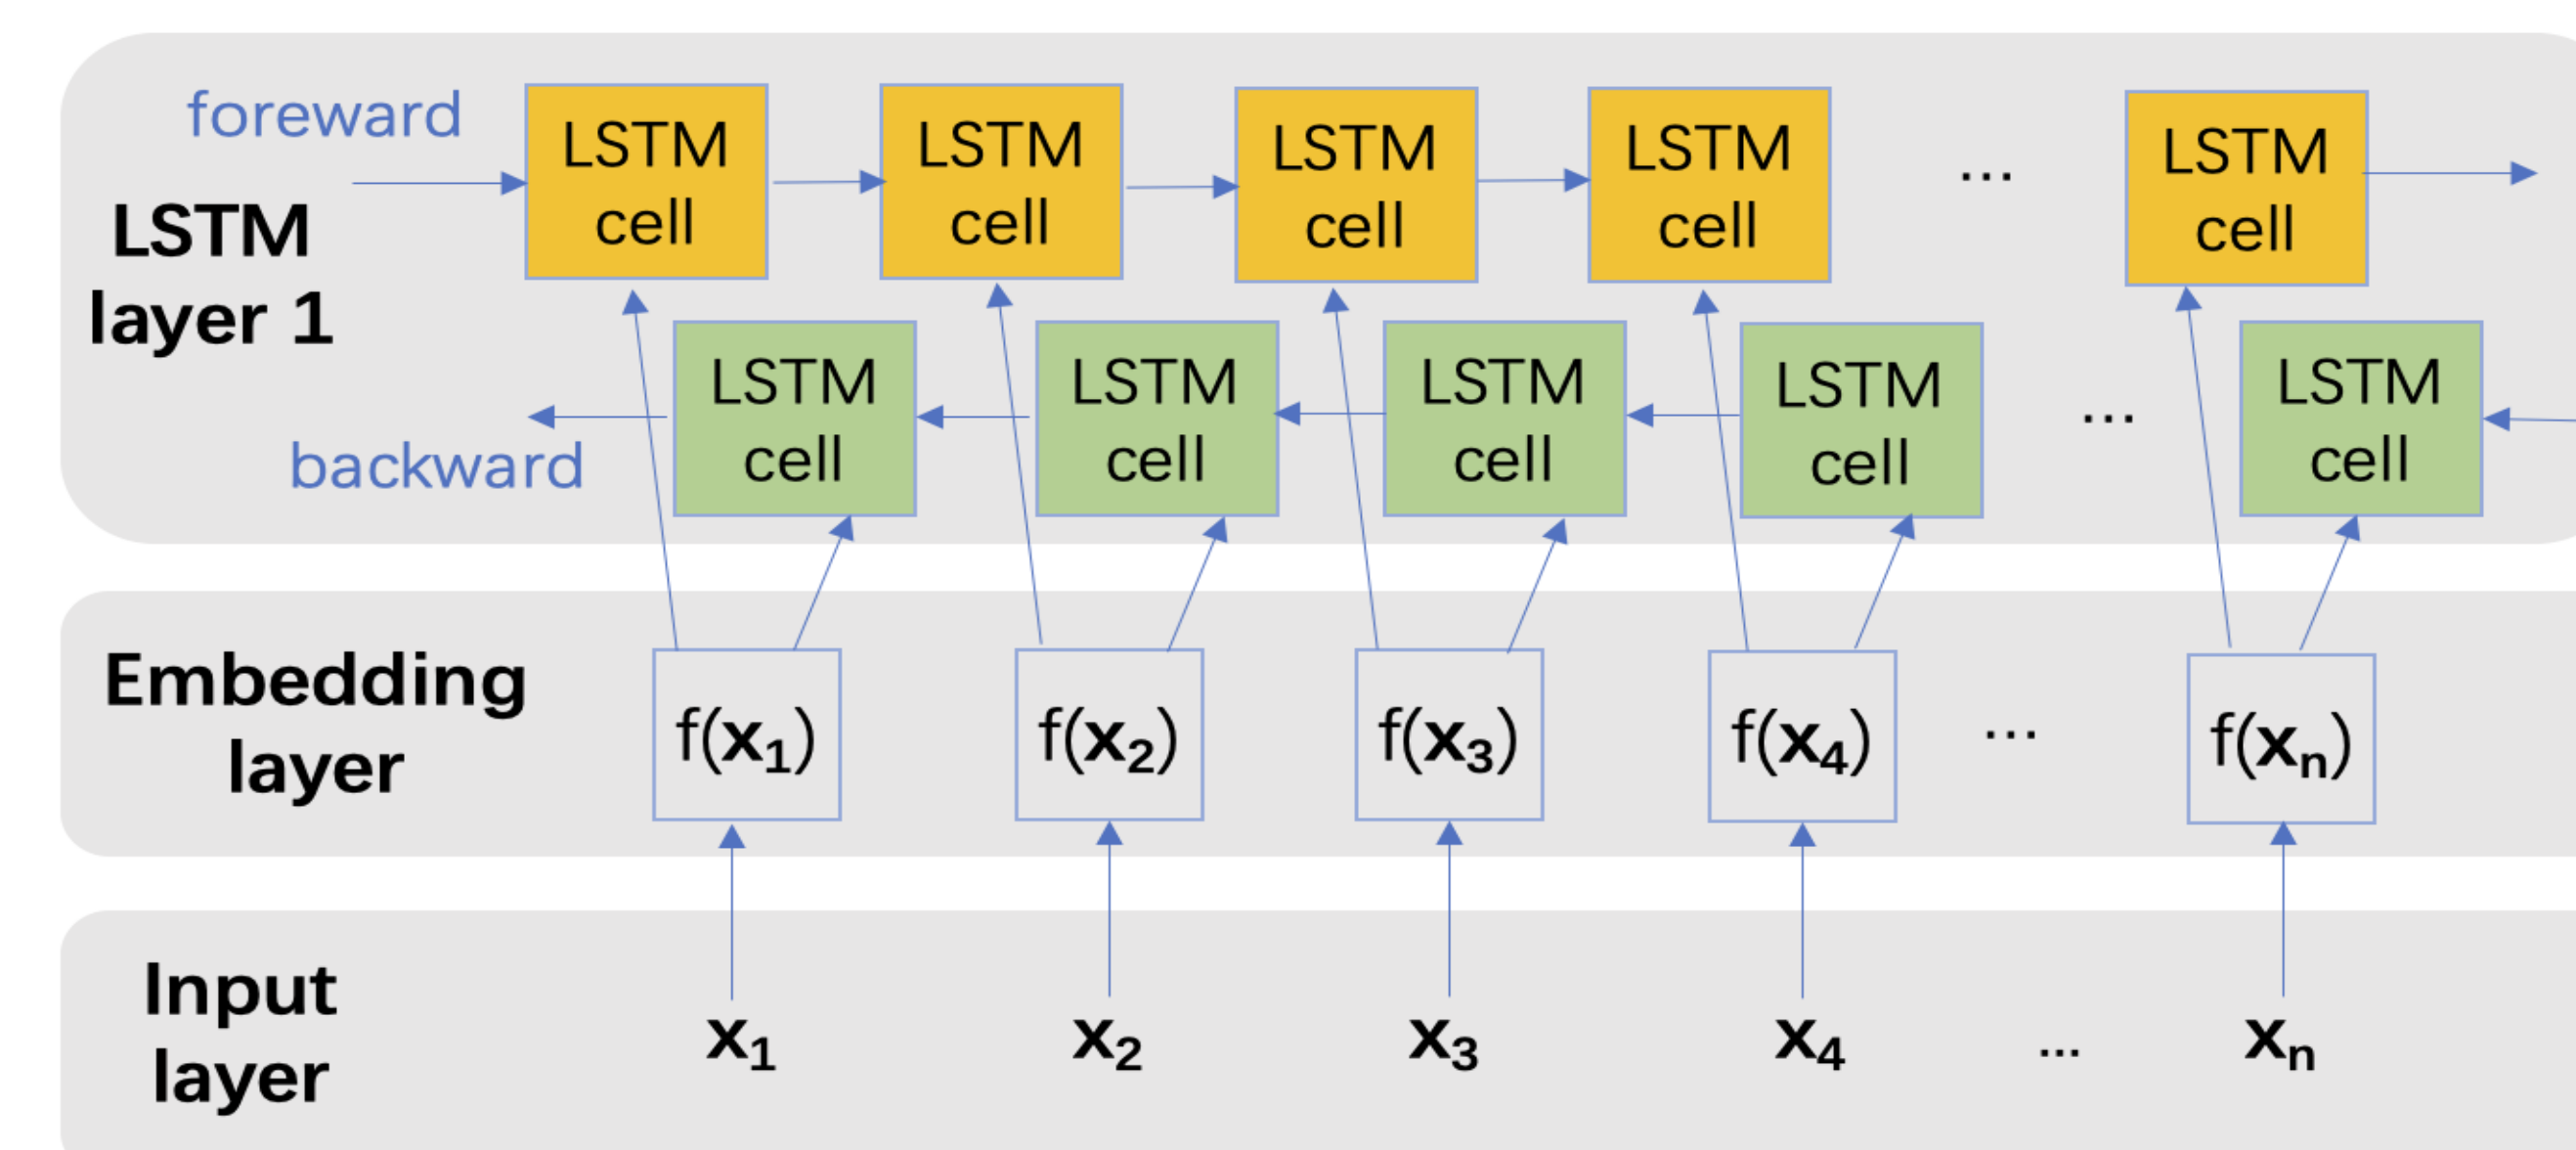 foreward
LSTM
layer 1
LSTM
cell
LSTM
cell
LSTM
cell
LSTM
cell
...
LSTM
cell
backward
LSTM
cell
LSTM
cell
LSTM
cell
LSTM
cell
...
LSTM
cell
Embedding
layer
f(x₁)
f(x₂)
f(x₃)
f(x₄)
...
f(xₙ)
Input
layer
x₁
x₂
x₃
x₄
...
xₙ